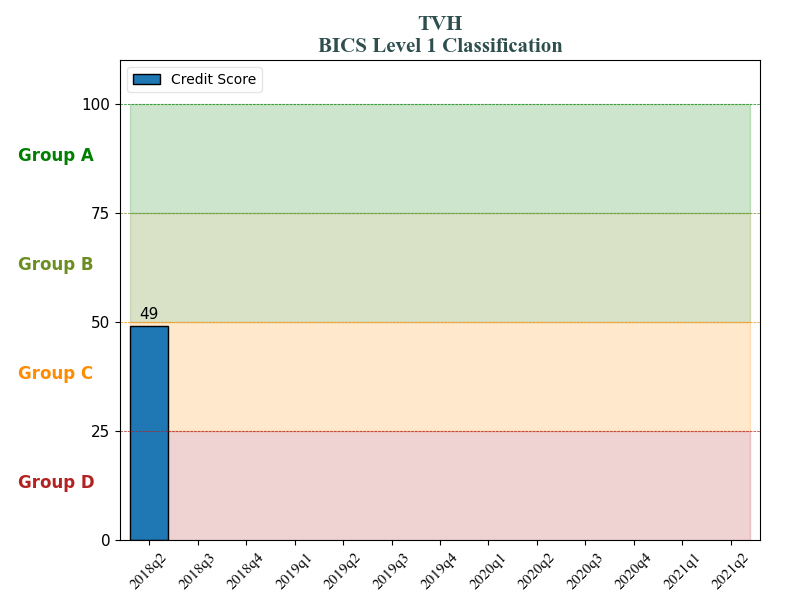 TVH
BICS Level 1 Classification
Credit Score
100
Group A
75
Group B
49
50
Group C
25
Group D
0
2018q2 2018q3 2018q4 2019q1 2019q2 2019q3 2019q4 2020q1 2020q2 2020q3 2020q4 2021q1 2021q2